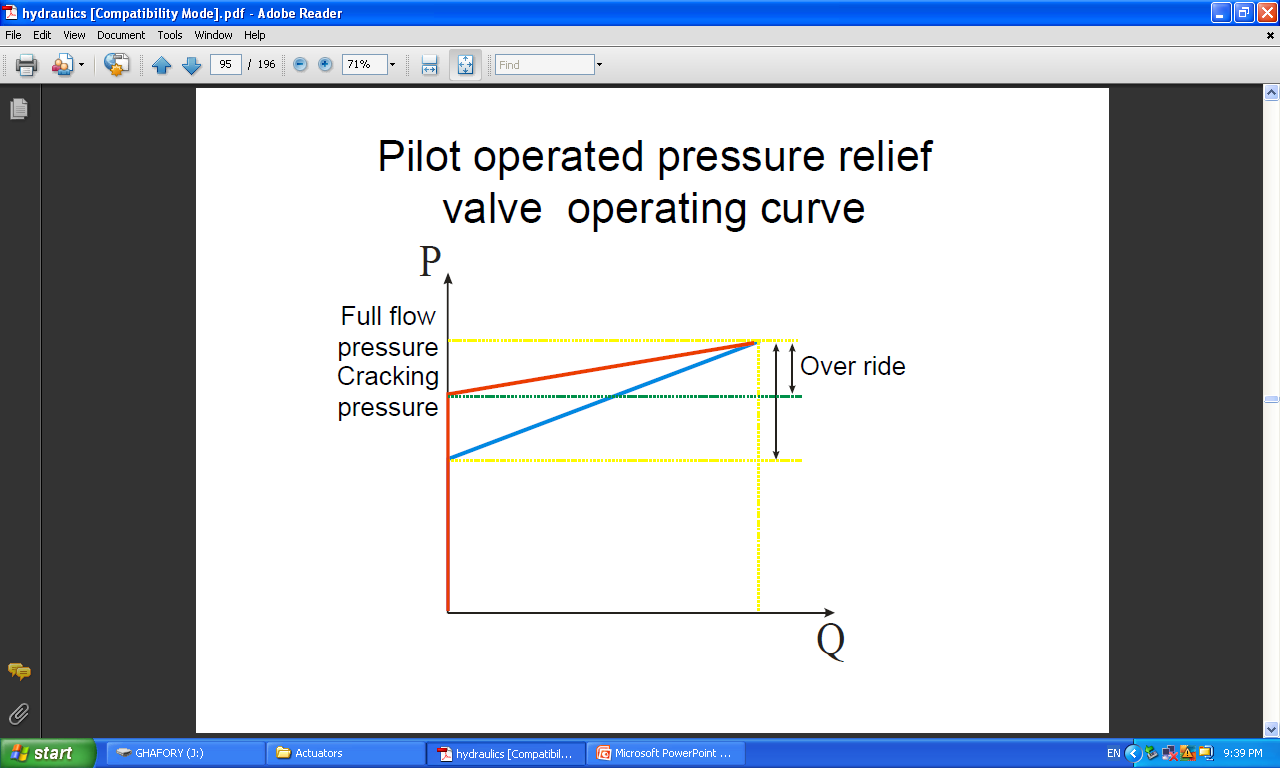 hydraulics [Compatibility Mode].pdf - Adobe Reader
File Edit View Document Tools Window Help
95 / 196 71% Find
Pilot operated pressure relief
valve operating curve
P
Full flow
pressure
Cracking
pressure
Over ride
Q
start GHAFORY (J:) Actuators hydraulics [Compatibil... Microsoft PowerPoint ... EN 9:39 PM